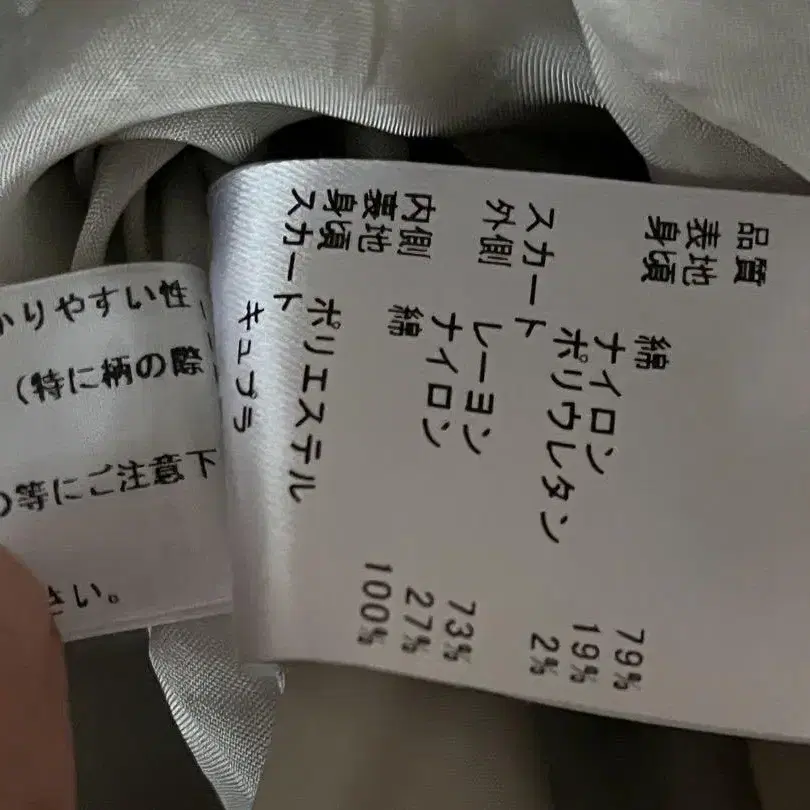 品質
表地
身頃 綿 79%
ナイロン 19%
ポリウレタン 2%
スカート
外側 レーヨン 73%
ナイロン 27%
内側 綿 100%
裏地
身頃 ポリエステル
スカート キュプラ
かりやすい性
（特に柄の際
の等にご注意下
さい。